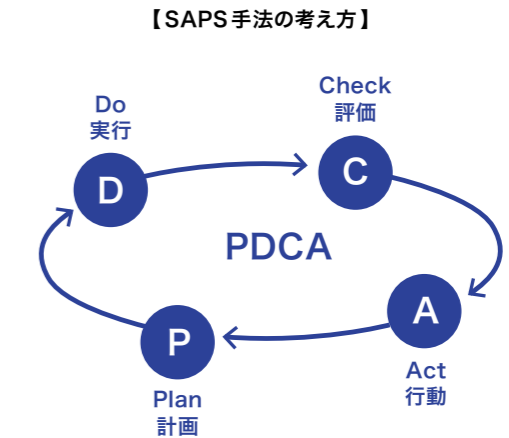 【SAPS手法の考え方】
Do
実行
D
Check
評価
C
PDCA
A
Act
行動
P
Plan
計画